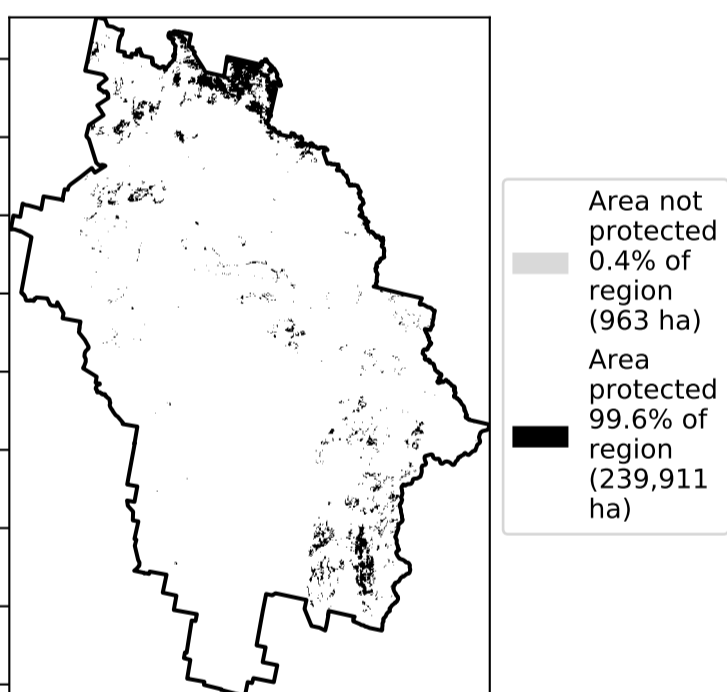 Area not
protected
0.4% of
region
(963 ha)
Area
protected
99.6% of
region
(239,911
ha)